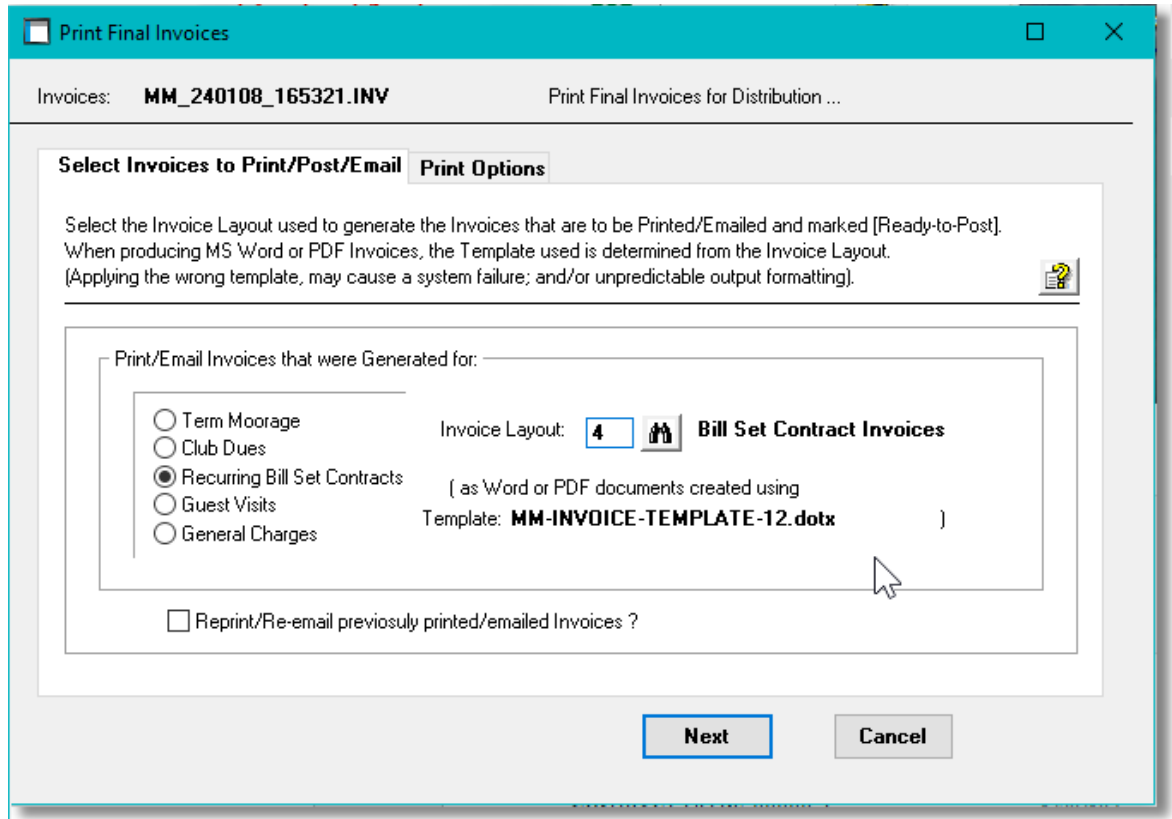 Print Final Invoices
Invoices: MM_240108_165321.INV Print Final Invoices for Distribution ...
Select Invoices to Print/Post/Email Print Options
Select the Invoice Layout used to generate the Invoices that are to be Printed/Emailed and marked [Ready-to-Post].
When producing MS Word or PDF Invoices, the Template used is determined from the Invoice Layout.
(Applying the wrong template, may cause a system failure; and/or unpredictable output formatting).
Print/Email Invoices that were Generated for:
Term Moorage
Club Dues
Recurring Bill Set Contracts
Guest Visits
General Charges
Invoice Layout: 4 Bill Set Contract Invoices
( as Word or PDF documents created using
Template: MM-INVOICE-TEMPLATE-12.dotx )
Reprint/Re-email previosuly printed/emailed Invoices ?
Next Cancel